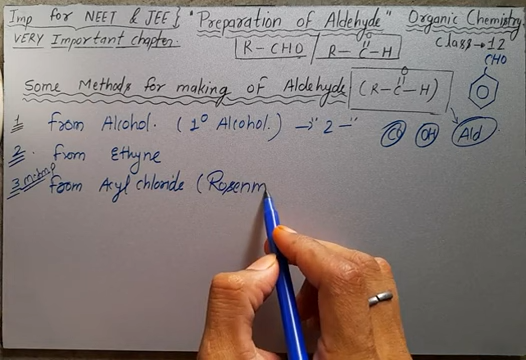 Imp for NEET & JEE} "Preparation of Aldehyde" Organic Chemistry.
VERY Important chapter. R-CHO / R-C-H Class → 12
O
CHO
Some Methods for making of Aldehyde (R-C-H)
O
1 from Alcohol. (1° Alcohol.) → "2-" OH Ald
2. from Ethyne
3. m.Imp from Acyl chloride (Rosenm